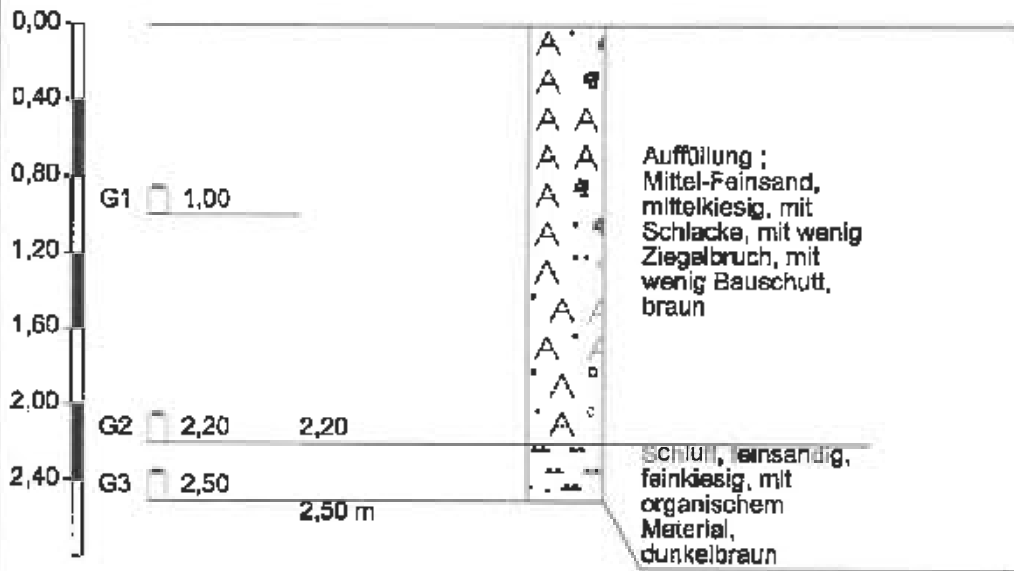 0,00
0,40
0,80
G1 1,00
1,20
1,60
2,00
G2 2,20 2,20
2,40
G3 2,50
2,50 m
Auffüllung ;
Mittel-Feinsand,
mittelkiesig, mit
Schlacke, mit wenig
Ziegelbruch, mit
wenig Bauschutt,
braun
Schluff, feinsandig,
feinkiesig, mit
organischem
Material,
dunkelbraun